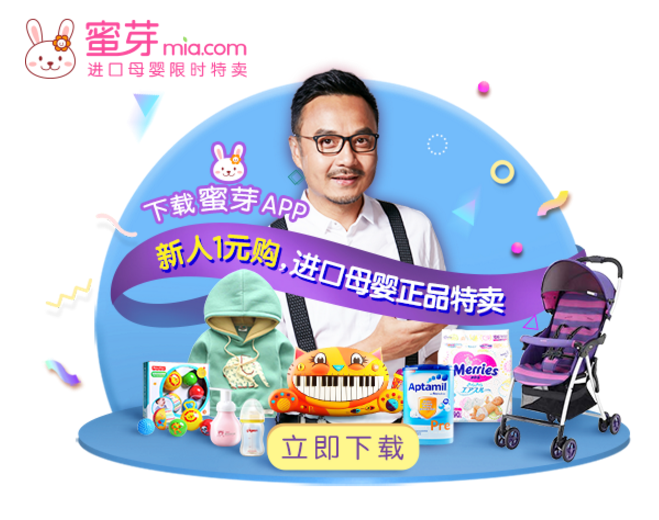 蜜芽 mia.com
进口母婴限时特卖
下载蜜芽APP
新人1元购,进口母婴正品特卖
Aptamil
Pre
Merries
立即下载